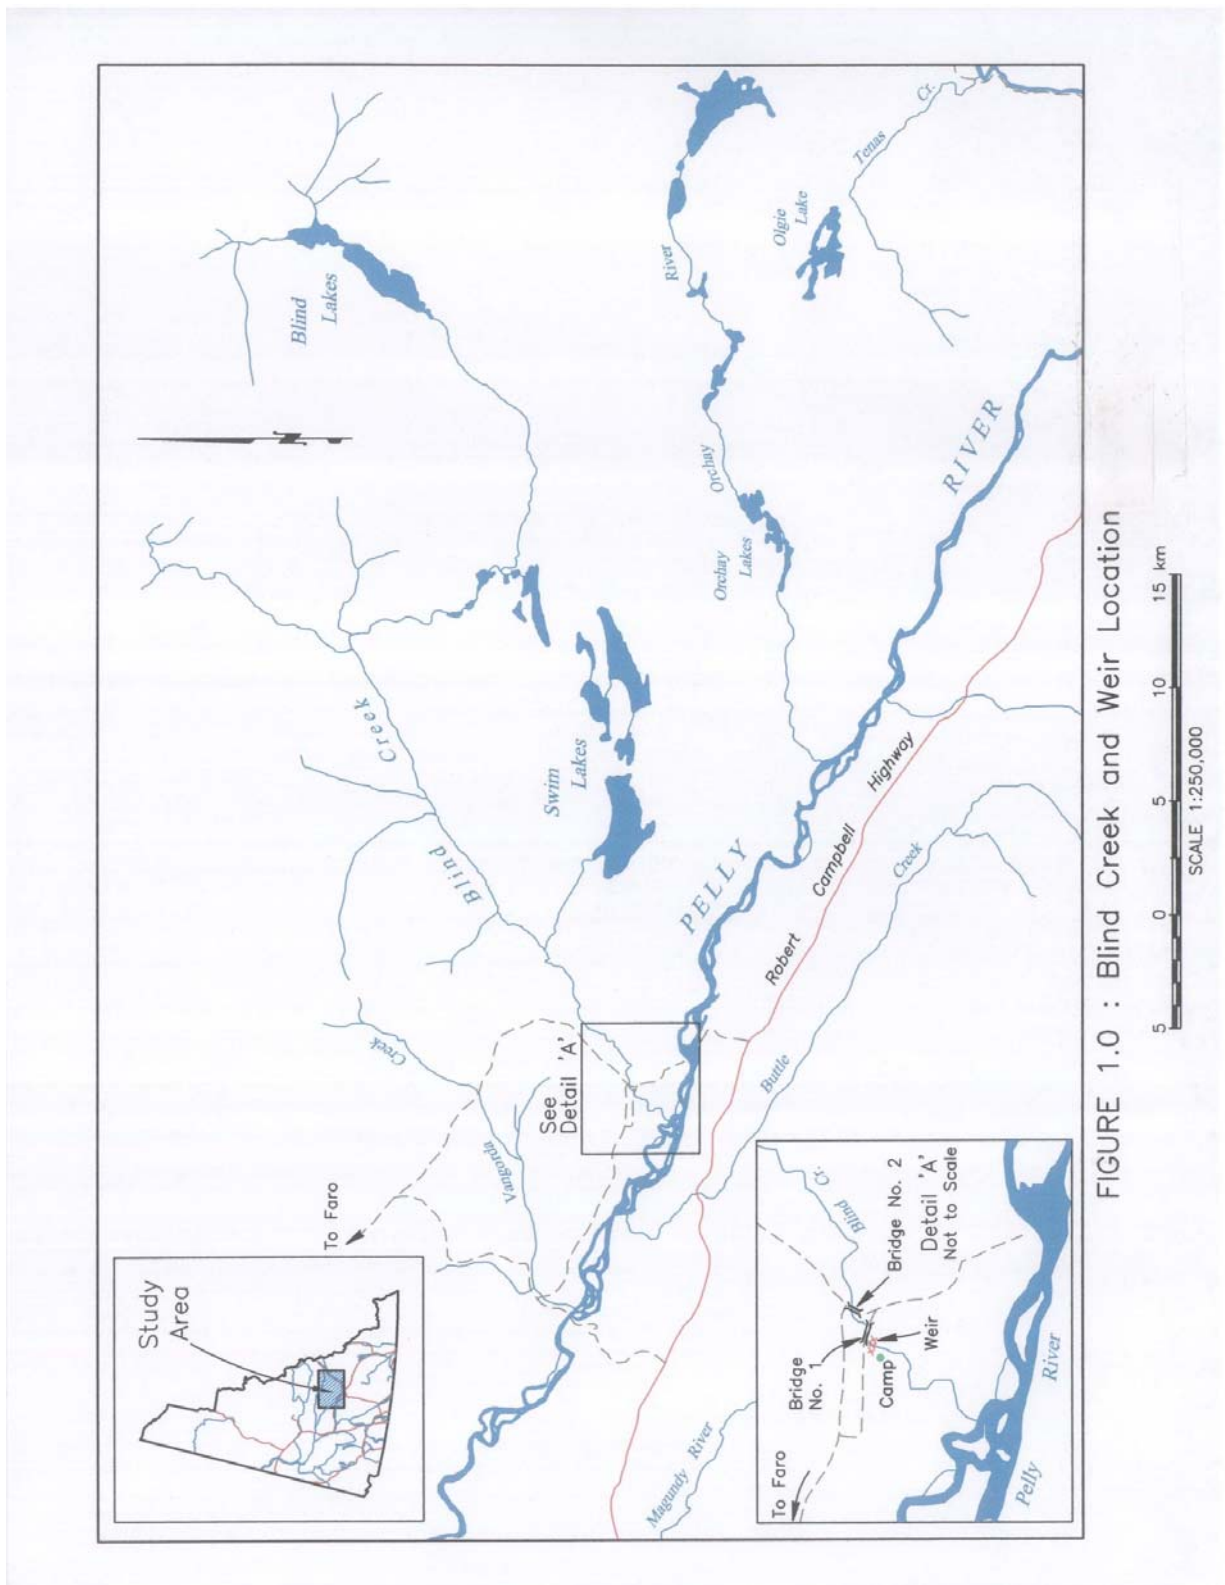 Study
Area
To Faro
Vangorda
Creek
See
Detail 'A'
Blind
Creek
Blind
Lakes
Swim
Lakes
PELLY
RIVER
Orchay
Lakes
Orchay
River
Olgie
Lake
Tenas
Cr.
Robert
Campbell
Highway
Buttle
Creek
Magundy
River
To Faro
Bridge
No. 1
Camp
Weir
Blind
Cr.
Bridge No. 2
Detail 'A'
Not to Scale
Pelly
River
N
FIGURE 1.0 : Blind Creek and Weir Location
5 0 5 10 15 km
SCALE 1:250,000